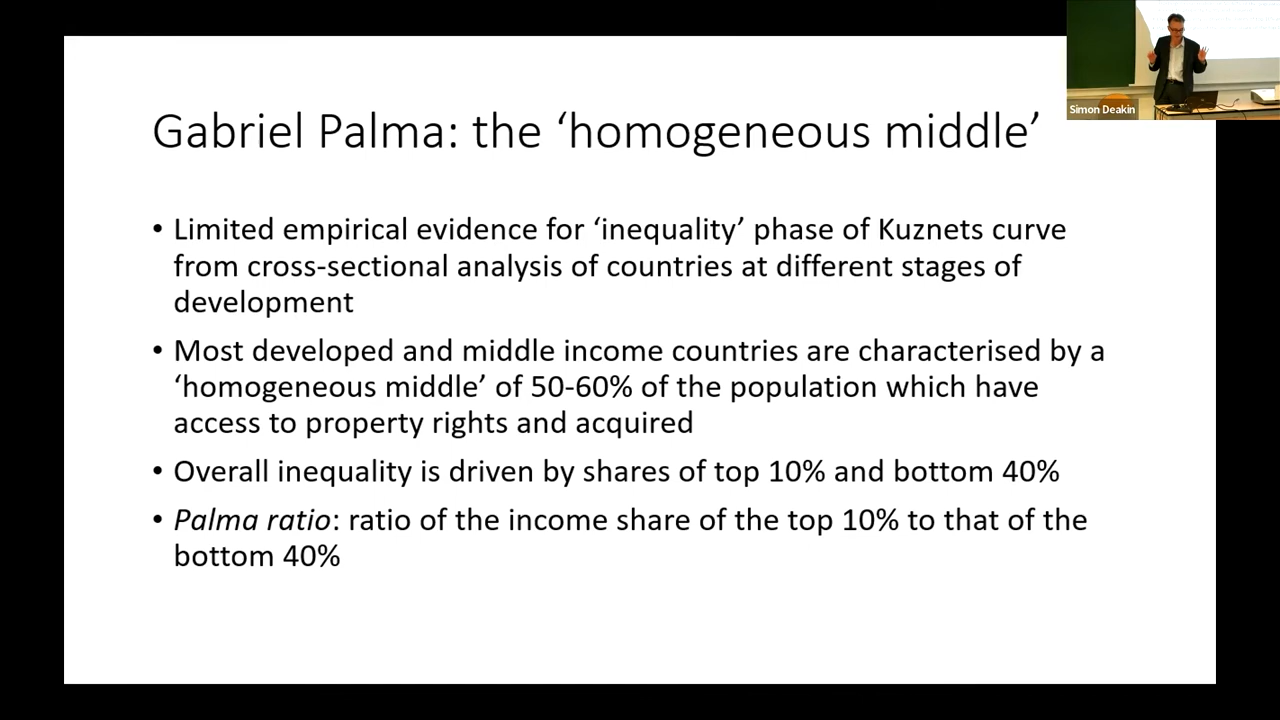 Gabriel Palma: the ‘homogeneous middle’
Simon Deakin
• Limited empirical evidence for ‘inequality’ phase of Kuznets curve
from cross-sectional analysis of countries at different stages of
development
• Most developed and middle income countries are characterised by a
‘homogeneous middle’ of 50-60% of the population which have
access to property rights and acquired
• Overall inequality is driven by shares of top 10% and bottom 40%
• Palma ratio: ratio of the income share of the top 10% to that of the
bottom 40%